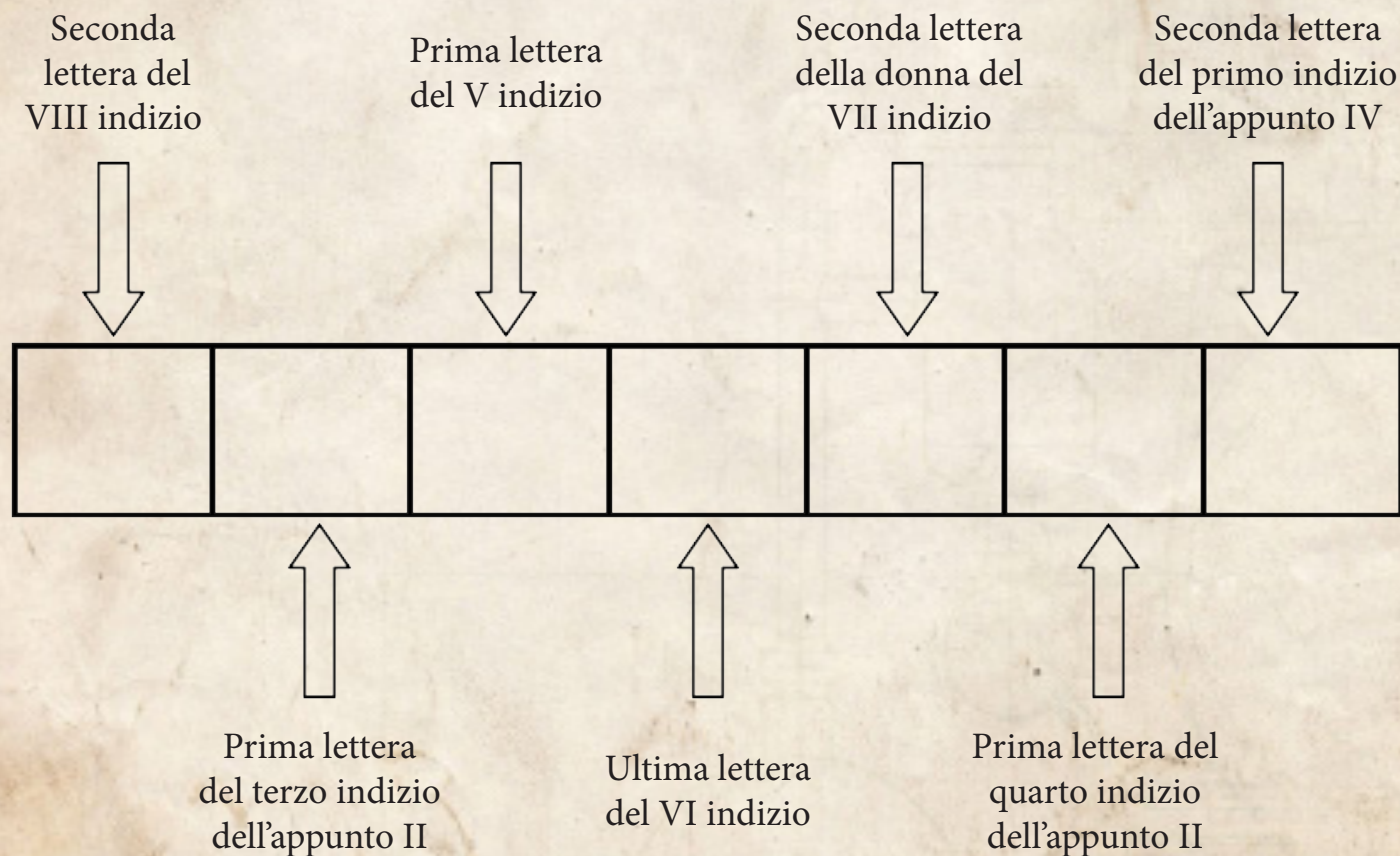 Seconda
lettera del
VIII indizio
Prima lettera
del V indizio
Seconda lettera
della donna del
VII indizio
Seconda lettera
del primo indizio
dell'appunto IV
Prima lettera
del terzo indizio
dell'appunto II
Ultima lettera
del VI indizio
Prima lettera del
quarto indizio
dell'appunto II